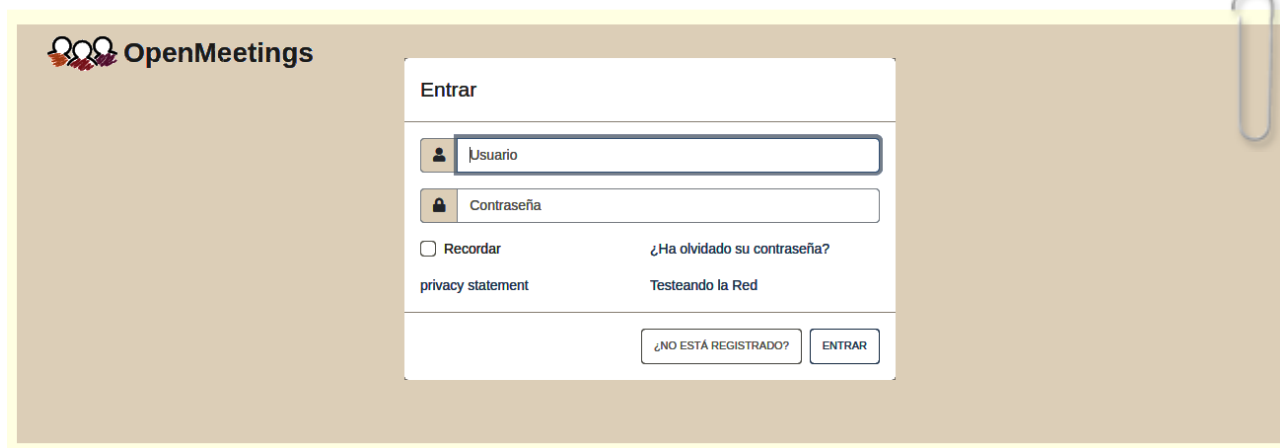 OpenMeetings
Entrar
Usuario
Contraseña
Recordar
¿Ha olvidado su contraseña?
privacy statement
Testeando la Red
¿NO ESTÁ REGISTRADO?
ENTRAR